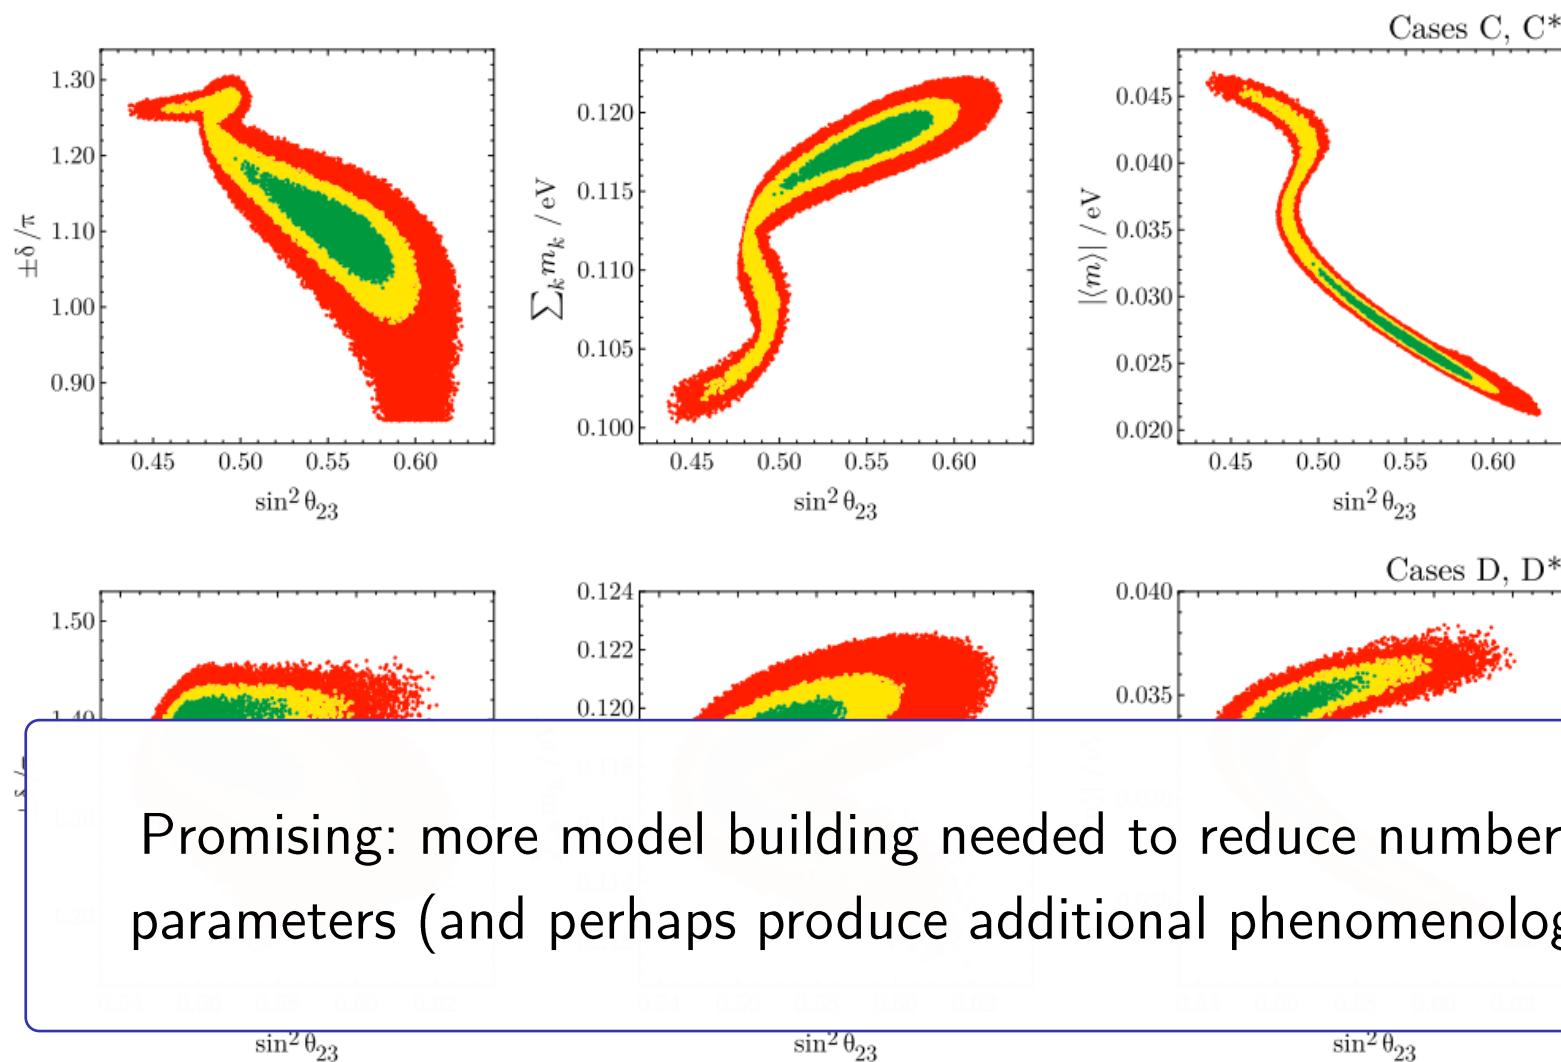 Cases C, C*
1.30
1.20
1.10
1.00
0.90
±δ/π
0.45 0.50 0.55 0.60
sin² θ₂₃
0.120
0.115
0.110
0.105
0.100
∑ₖ mₖ / eV
0.45 0.50 0.55 0.60
sin² θ₂₃
0.045
0.040
0.035
0.030
0.025
0.020
|⟨m⟩| / eV
0.45 0.50 0.55 0.60
sin² θ₂₃
Cases D, D*
1.50
0.124
0.122
0.120
0.040
0.035
Promising: more model building needed to reduce number
parameters (and perhaps produce additional phenomenolog
sin² θ₂₃
sin² θ₂₃
sin² θ₂₃